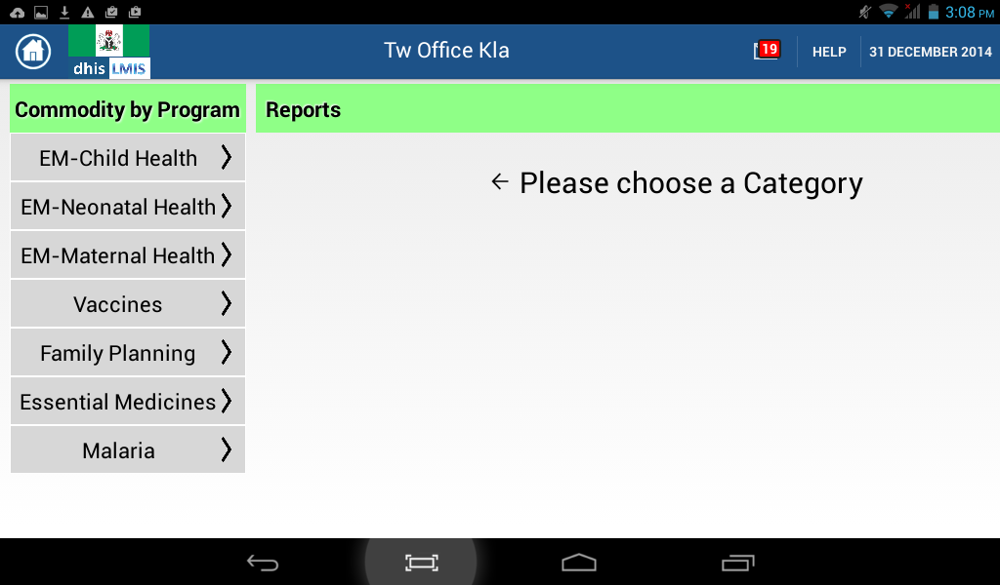 3:08 PM
dhis LMIS
Tw Office Kla
19
HELP
31 DECEMBER 2014
Commodity by Program
EM-Child Health
EM-Neonatal Health
EM-Maternal Health
Vaccines
Family Planning
Essential Medicines
Malaria
Reports
← Please choose a Category